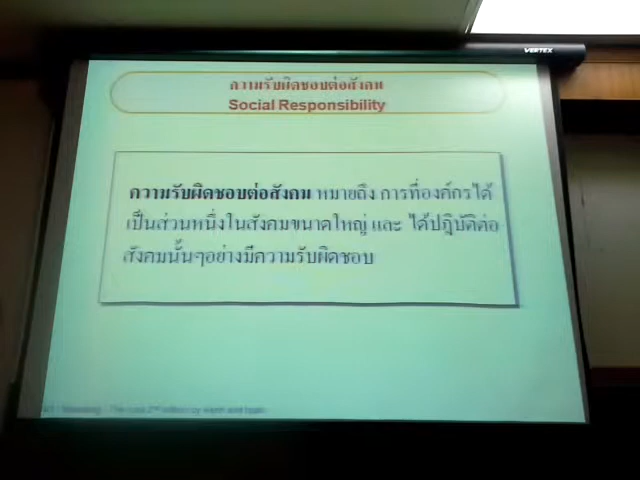 VERTEX
ความรับผิดชอบต่อสังคม
Social Responsibility
ความรับผิดชอบต่อสังคม หมายถึง การที่องค์กรได้
เป็นส่วนหนึ่งในสังคมขนาดใหญ่ และ ได้ปฏิบัติต่อ
สังคมนั้นๆอย่างมีความรับผิดชอบ